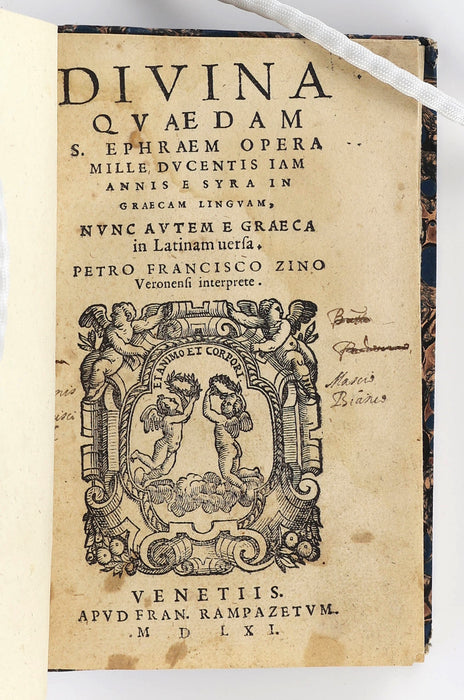 DIVINA
QVAEDAM
S. EPHRAEM OPERA
MILLE DVCENTIS IAM
ANNIS E SYRA IN
GRAECAM LINGVAM,
NVNC AVTEM E GRAECA
in Latinam uersa.
PETRO FRANCISCO ZINO
Veronensi interprete.
ET ANIMO ET CORPORI
VENETIIS.
APVD FRAN. RAMPAZETVM.
M D LXI.